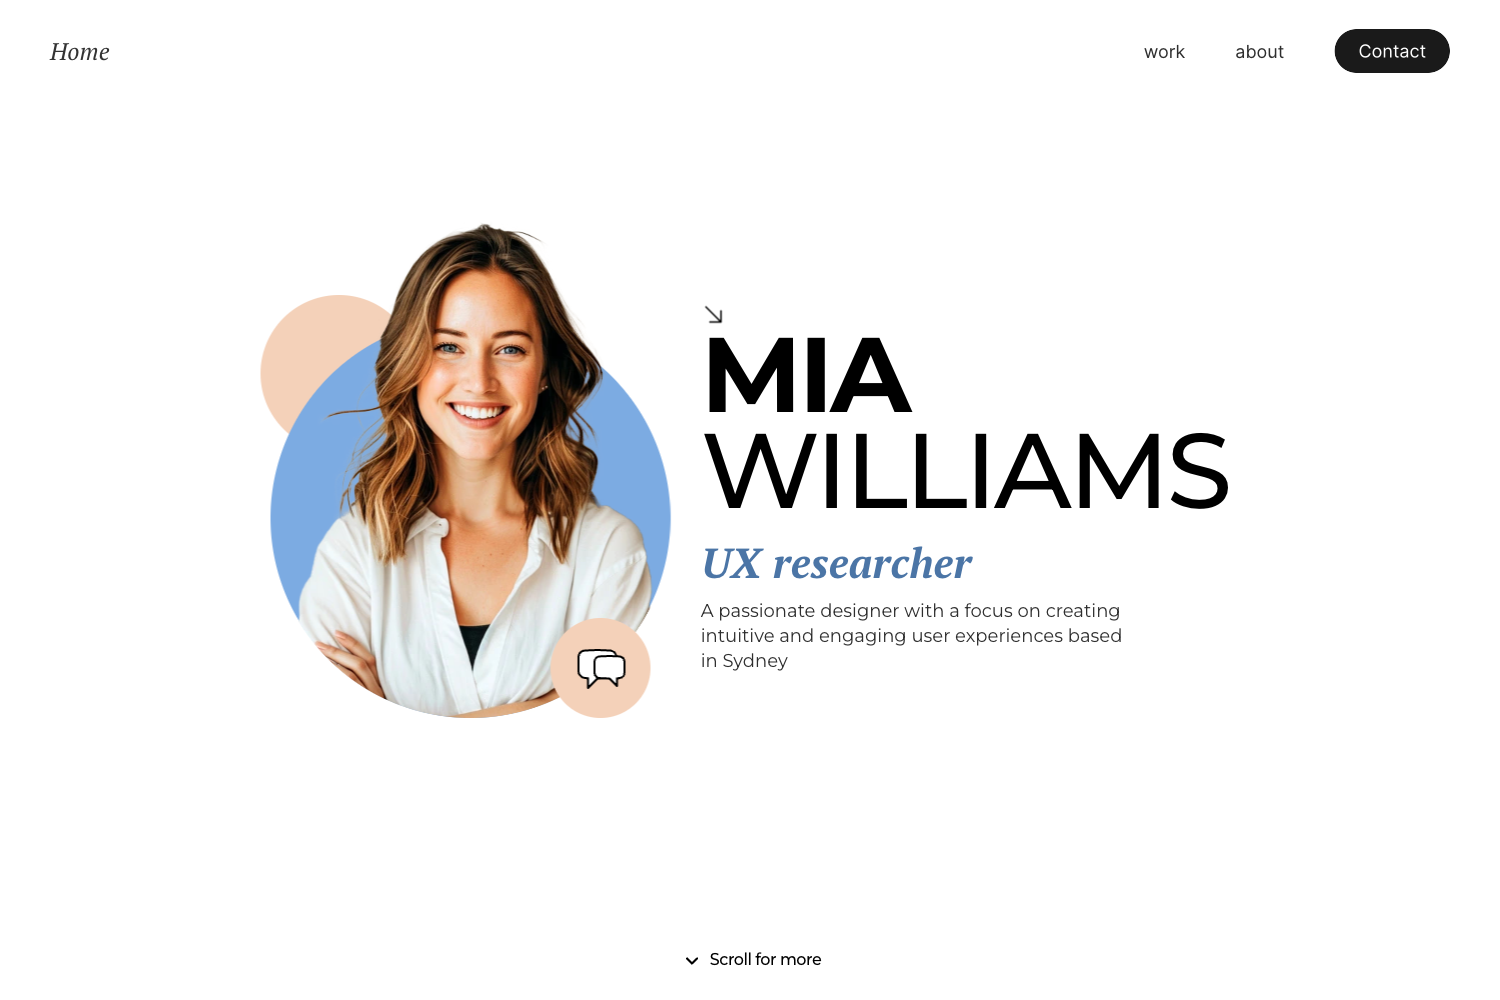 Home
work
about
Contact
MIA
WILLIAMS
UX researcher
A passionate designer with a focus on creating
intuitive and engaging user experiences based
in Sydney
Scroll for more